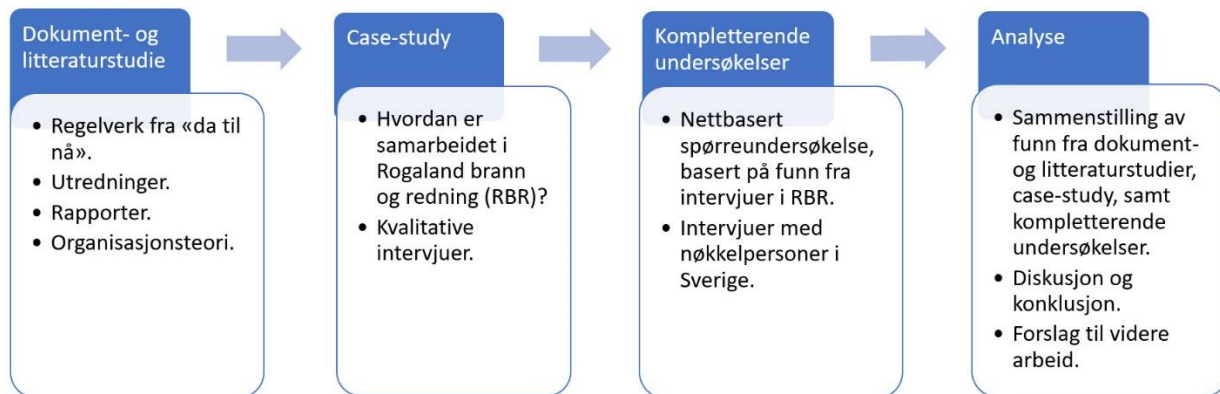 Dokument- og
litteraturstudie
• Regelverk fra «da til
nå».
• Utredninger.
• Rapporter.
• Organisasjonsteori.
Case-study
• Hvordan er
samarbeidet i
Rogaland brann
og redning (RBR)?
• Kvalitative
intervjuer.
Kompletterende
undersøkelser
• Nettbasert
spørreundersøkelse,
basert på funn fra
intervjuer i RBR.
• Intervjuer med
nøkkelpersoner i
Sverige.
Analyse
• Sammenstilling av
funn fra dokument-
og litteraturstudier,
case-study, samt
kompletterende
undersøkelser.
• Diskusjon og
konklusjon.
• Forslag til videre
arbeid.